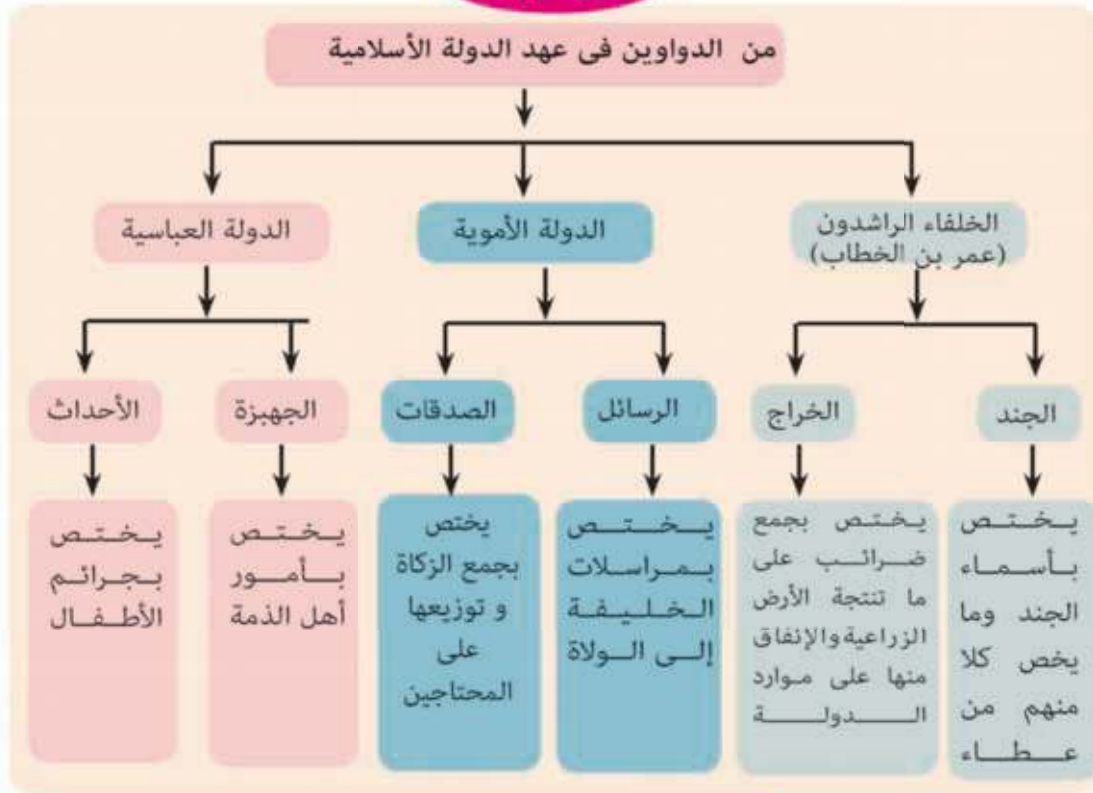 من الدواوين فى عهد الدولة الأسلامية
الخلفاء الراشدون
(عمر بن الخطاب)
الدولة الأموية
الدولة العباسية
الجند
الخراج
الرسائل
الصدقات
الجهبزة
الأحداث
يختص
بأسماء
الجند وما
يخص كلا
منهم من
عطاء
يختص بجمع
ضرائب على
ما تنتجة الأرض
الزراعية والإنفاق
منها على موارد
الدولة
يختص
بمراسلات
الخليفة
إلى الولاة
يختص
بجمع الزكاة
و توزيعها
على
المحتاجين
يختص
بأمور
أهل الذمة
يختص
بجرائم
الأطفال